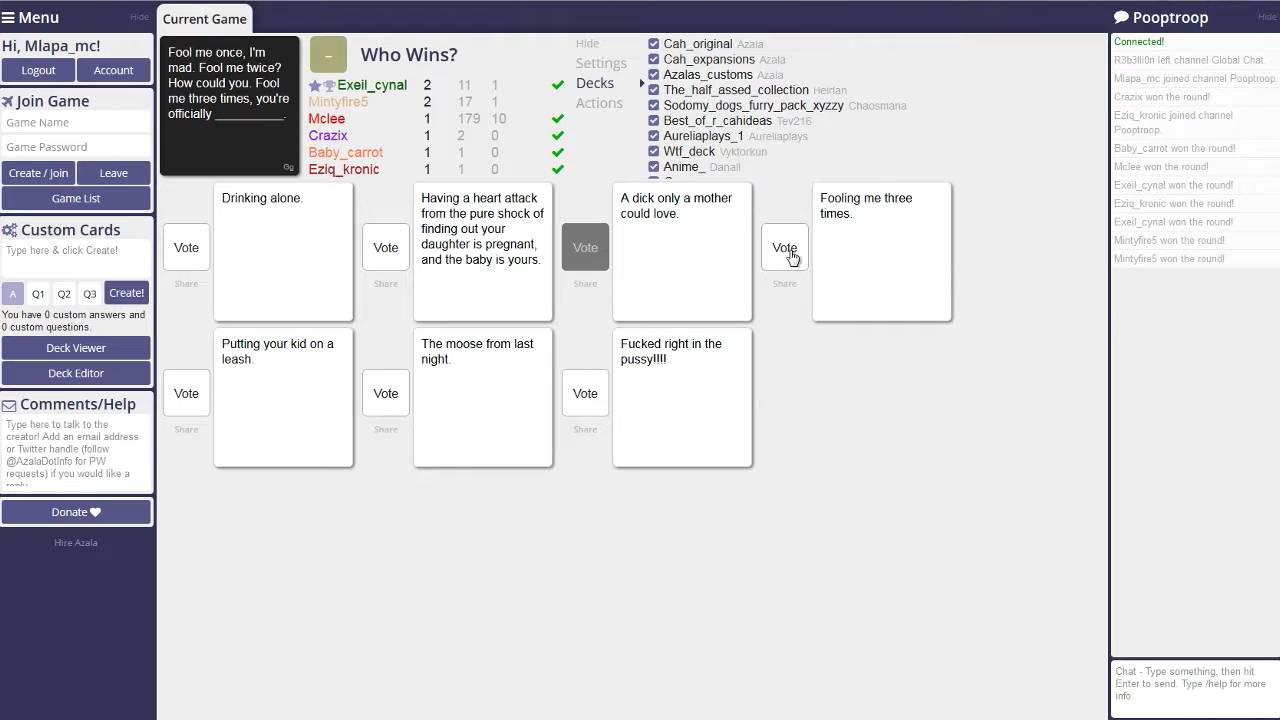 Menu
Hide
Hi, Mlapa_mc!
Logout
Account
Join Game
Game Name
Game Password
Create / Join
Leave
Game List
Custom Cards
Type here & click Create!
A
Q1
Q2
Q3
Create!
You have 0 custom answers and
0 custom questions.
Deck Viewer
Deck Editor
Comments/Help
Type here to talk to the
creator! Add an email address
or Twitter handle (follow
@AzalaDotInfo for PW
requests) if you would like a
reply
Donate
Hire Azala
Current Game
Fool me once, I'm
mad. Fool me twice?
How could you. Fool
me three times, you're
officially __________.
Gg
–
Who Wins?
Exeil_cynal 2 11 1
Mintyfire5 2 17 1
Mclee 1 179 10
Crazix 1 2 0
Baby_carrot 1 1 0
Eziq_kronic 1 1 0
Hide
Settings
Decks
Actions
Cah_original Azala
Cah_expansions Azala
Azalas_customs Azala
The_half_assed_collection Heirlan
Sodomy_dogs_furry_pack_xyzzy Chaosmana
Best_of_r_cahideas Tev216
Aureliaplays_1 Aureliaplays
Wtf_deck Vyktorkun
Anime_ Danall
Vote
Share
Drinking alone.
Vote
Share
Having a heart attack
from the pure shock of
finding out your
daughter is pregnant,
and the baby is yours.
Vote
Share
A dick only a mother
could love.
Vote
Share
Fooling me three
times.
Vote
Share
Putting your kid on a
leash.
Vote
Share
The moose from last
night.
Vote
Share
Fucked right in the
pussy!!!!
Pooptroop
Hide
Connected!
R3b3lli0n left channel Global Chat.
Mlapa_mc joined channel Pooptroop.
Crazix won the round!
Eziq_kronic joined channel
Pooptroop.
Baby_carrot won the round!
Mclee won the round!
Exeil_cynal won the round!
Eziq_kronic won the round!
Exeil_cynal won the round!
Mintyfire5 won the round!
Mintyfire5 won the round!
Chat - Type something, then hit
Enter to send. Type /help for more
info.